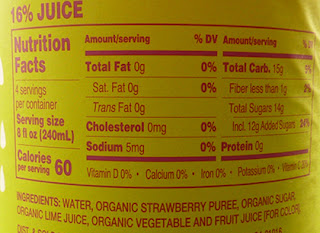 16% JUICE
Nutrition Facts
4 servings per container
Serving size 8 fl oz (240mL)
Calories per serving 60
Amount/serving % DV
Total Fat 0g 0%
Sat. Fat 0g 0%
Trans Fat 0g
Cholesterol 0mg 0%
Sodium 5mg 0%
Amount/serving % DV
Total Carb. 15g 5%
Fiber less than 1g
Total Sugars 14g
Incl. 12g Added Sugars 24%
Protein 0g
Vitamin D 0% • Calcium 0% • Iron 0% • Potassium 0% • Vitamin C
INGREDIENTS: WATER, ORGANIC STRAWBERRY PUREE, ORGANIC SUGAR,
ORGANIC LIME JUICE, ORGANIC VEGETABLE AND FRUIT JUICE (FOR COLOR)